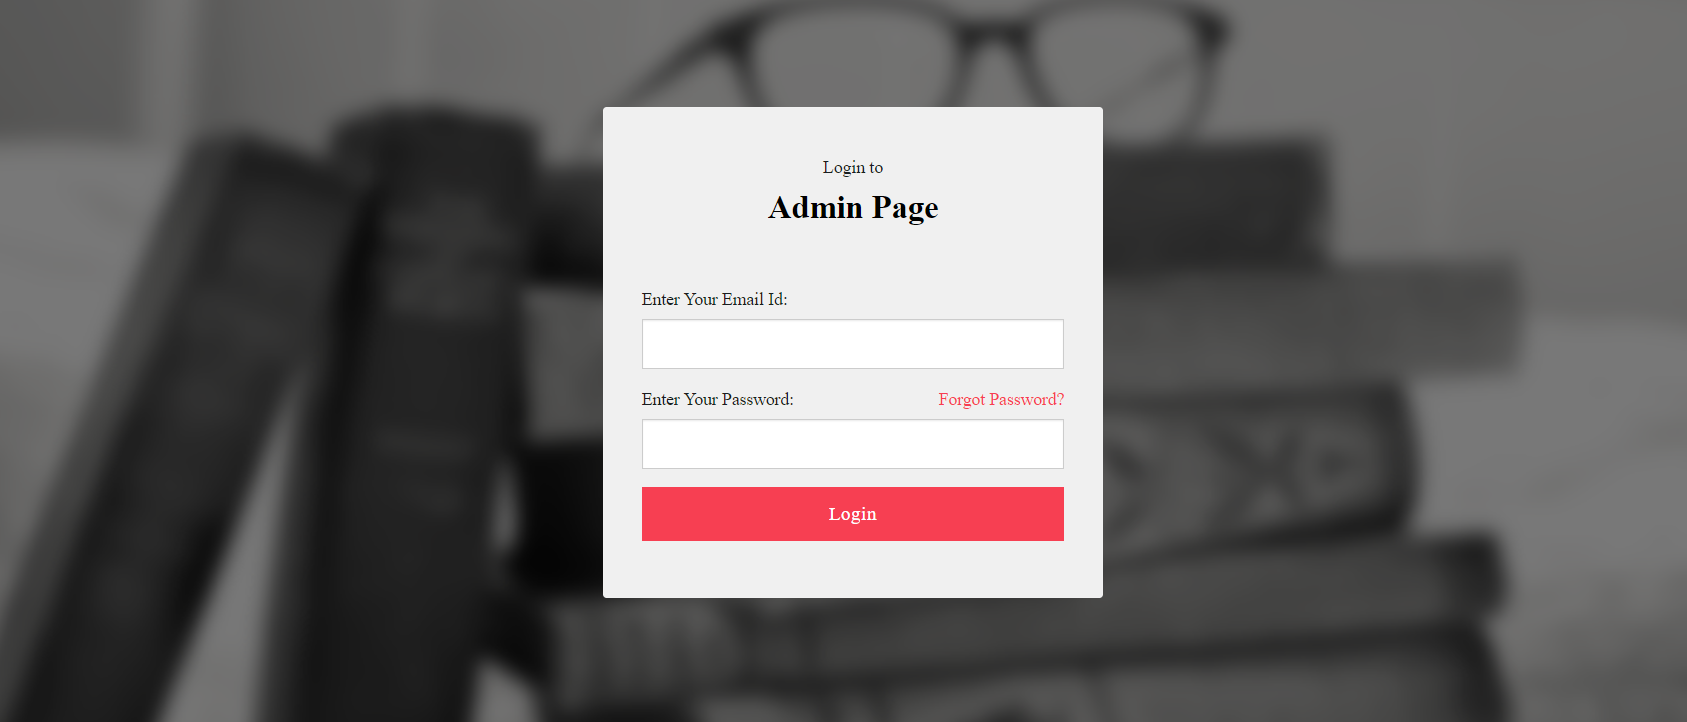 Login to
Admin Page
Enter Your Email Id:
Enter Your Password: Forgot Password?
Login